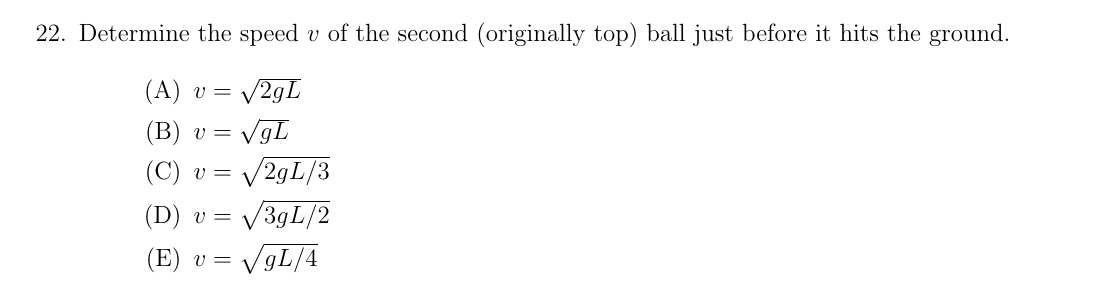 22. Determine the speed v of the second (originally top) ball just before it hits the ground.
(A) v = √2gL
(B) v = √gL
(C) v = √2gL/3
(D) v = √3gL/2
(E) v = √gL/4